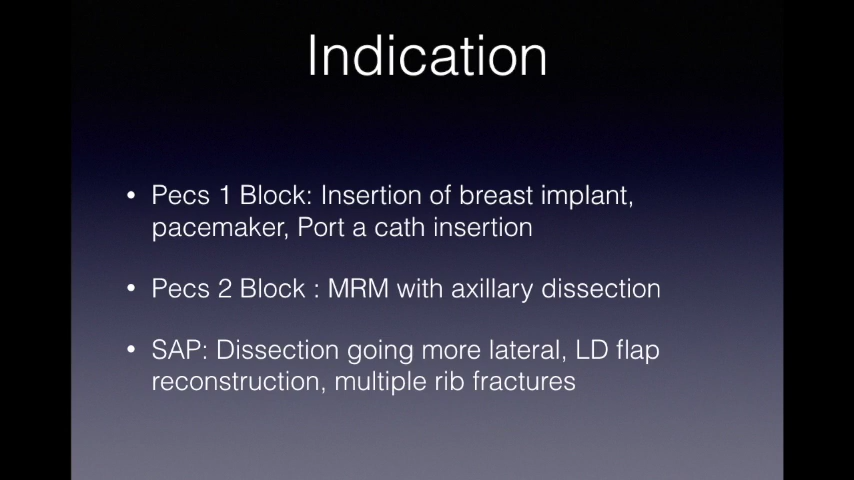 Indication
• Pecs 1 Block: Insertion of breast implant,
pacemaker, Port a cath insertion
• Pecs 2 Block : MRM with axillary dissection
• SAP: Dissection going more lateral, LD flap
reconstruction, multiple rib fractures